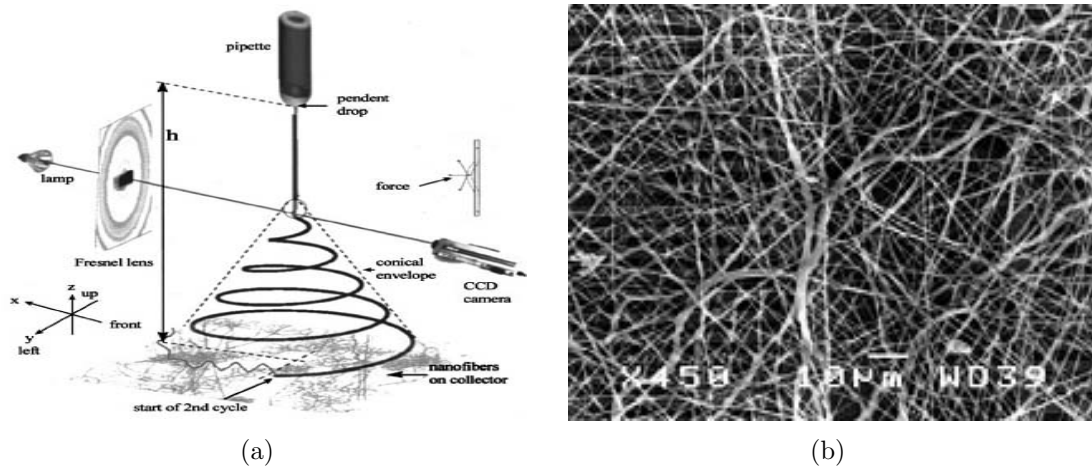 pipette
pendent
drop
h
lamp
force
Fresnel lens
conical
envelope
CCD
camera
z
up
x
front
y
left
nanofibers
on collector
start of 2nd cycle
X450 10µm WD39
(a)
(b)